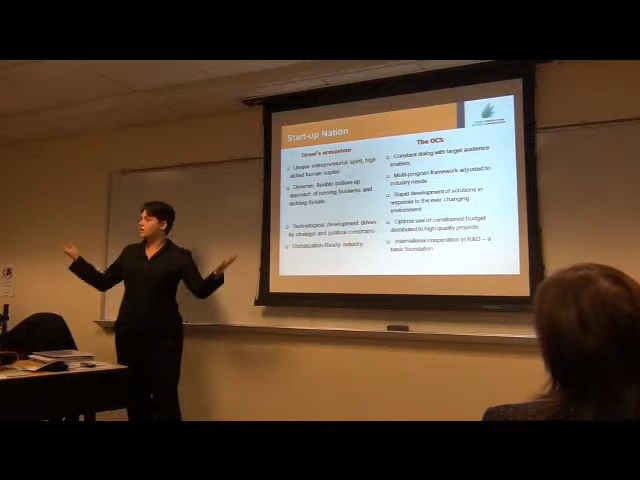 Start-up Nation
Israel's ecosystem
Unique entrepreneurial spirit, high
skilled human capital
Dynamic, flexible bottom-up
approach of running business and
tackling threats
Technological development driven
by strategic and political constrains
Globalization-Ready industry
The OCS
Constant dialog with target audience
enables:
Multi-program framework adjusted to
industry needs
Rapid development of solutions in
response to the ever changing
environment
Optimal use of constrained budget
distributed to high quality projects
International cooperation in R&D – a
basic foundation